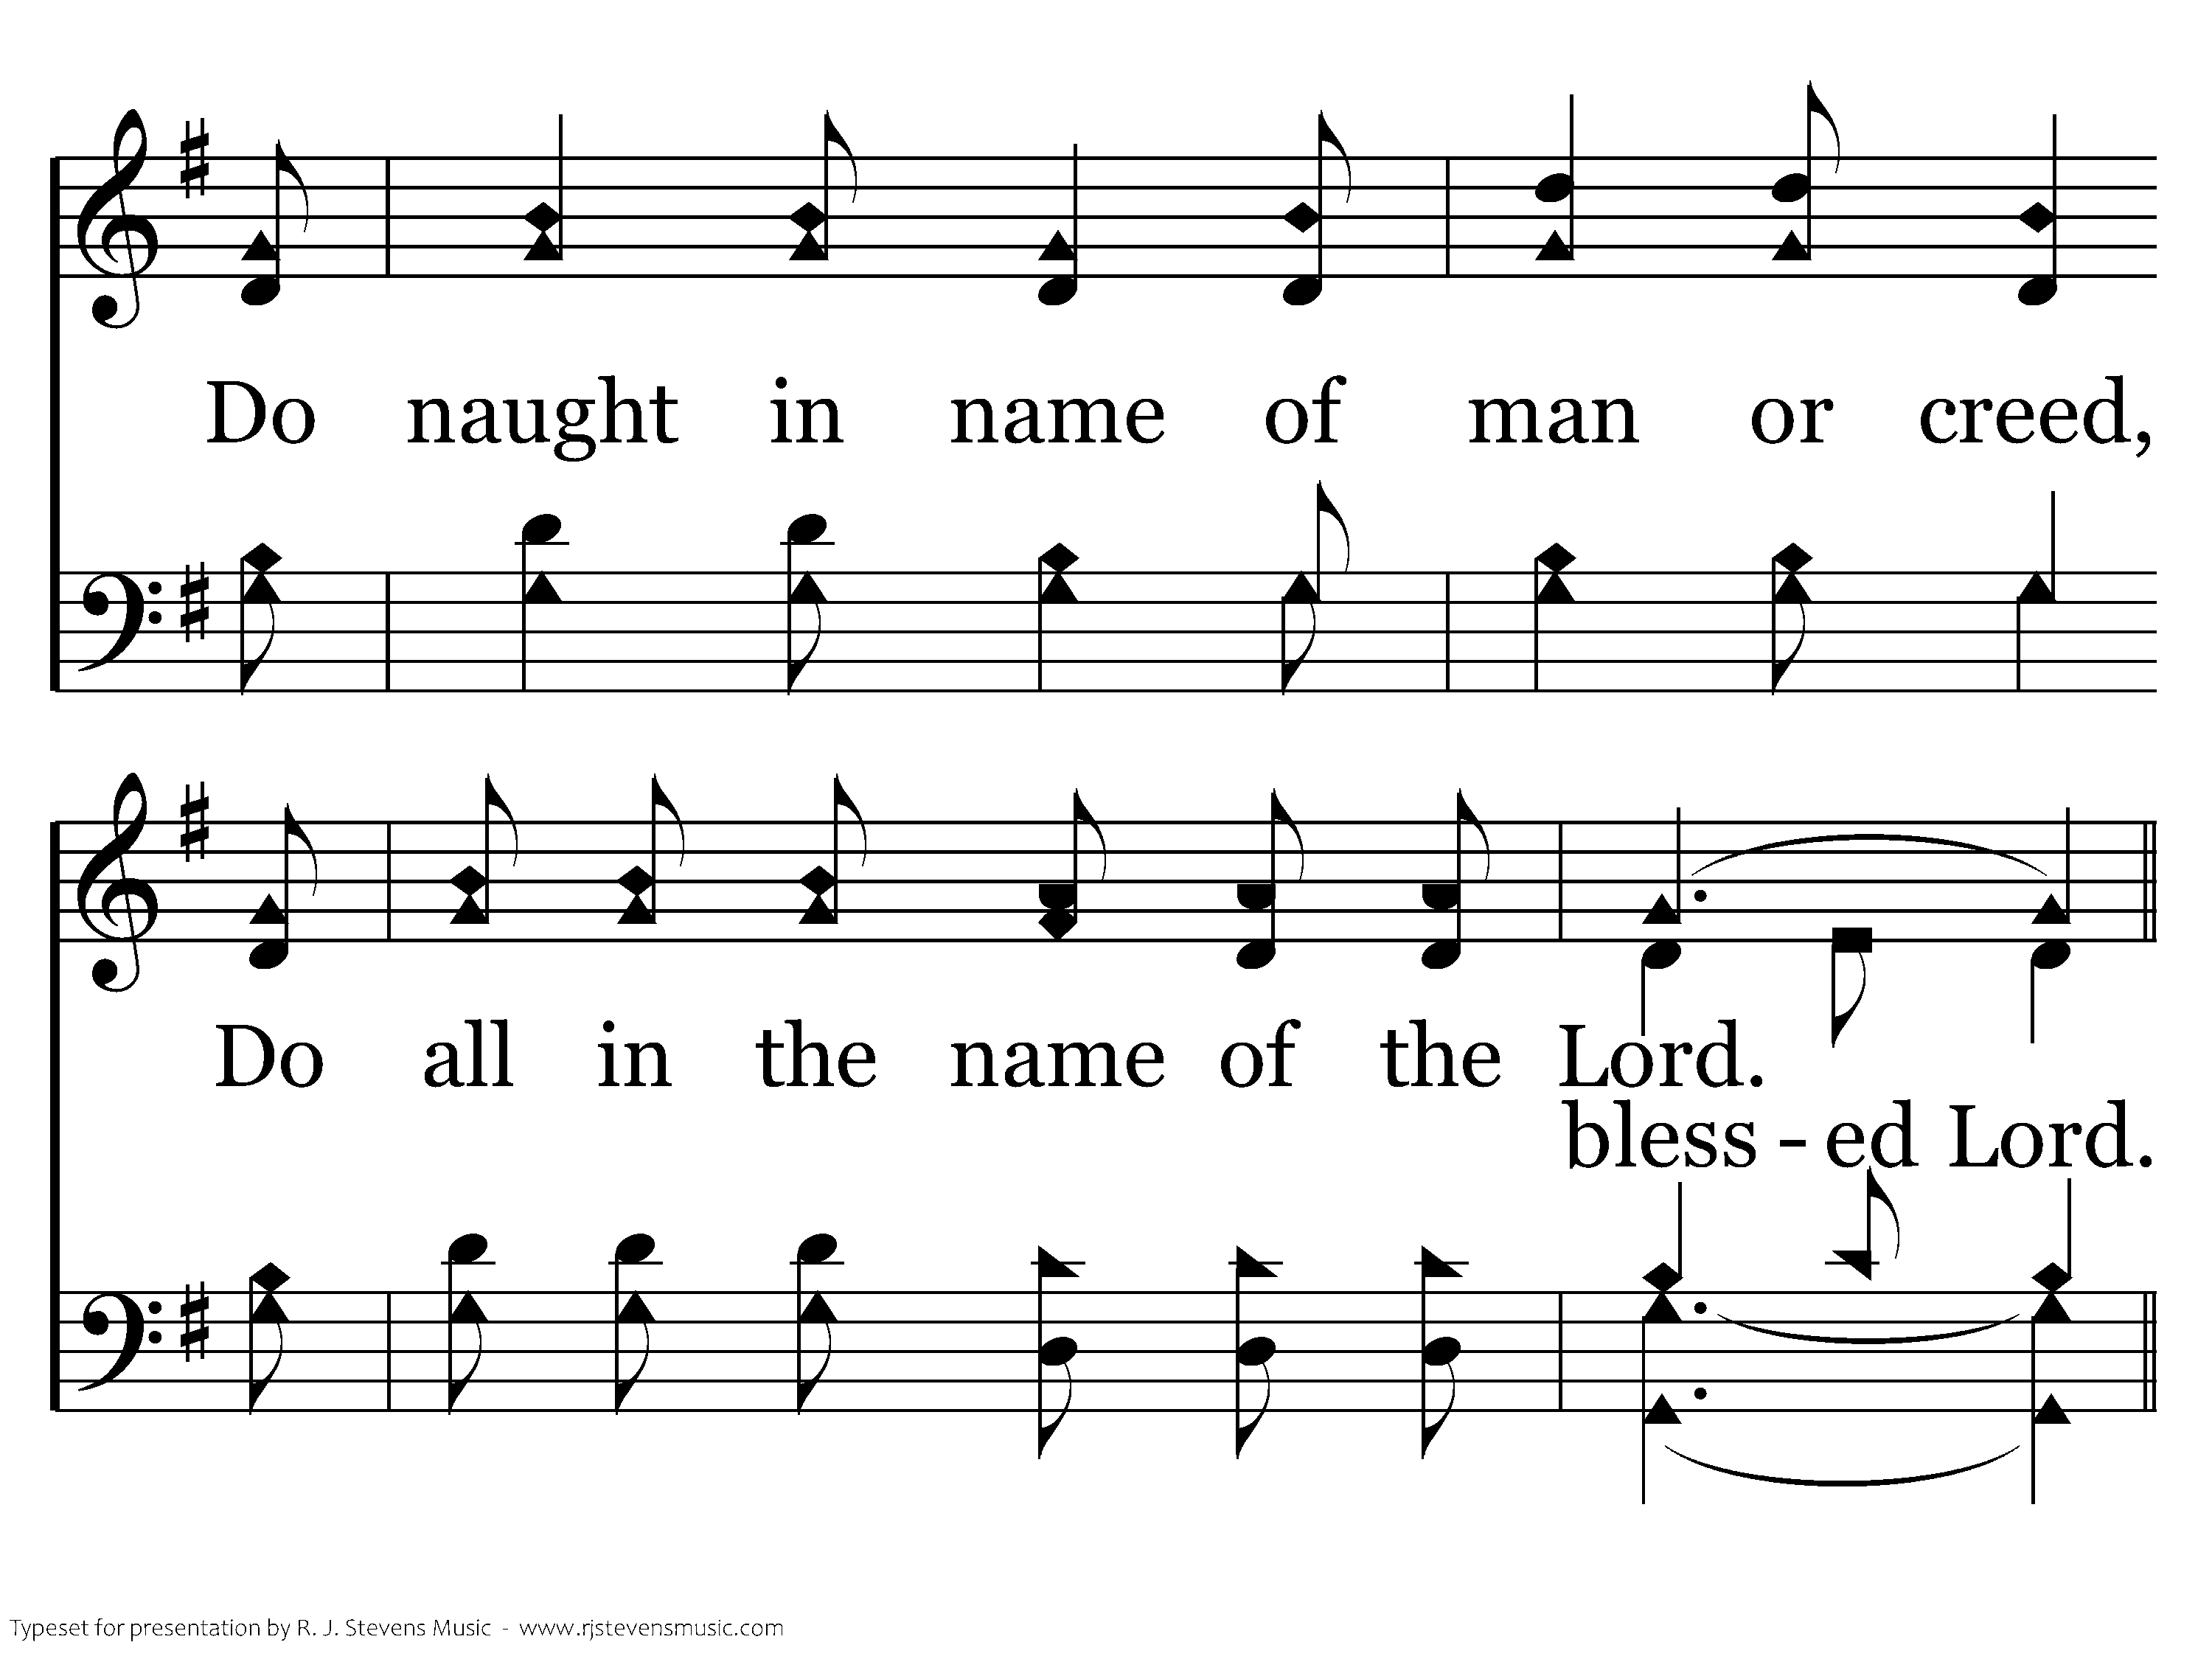 Do naught in name of man or creed,
Do all in the name of the Lord.
bless - ed Lord.
Typeset for presentation by R. J. Stevens Music - www.rjstevensmusic.com